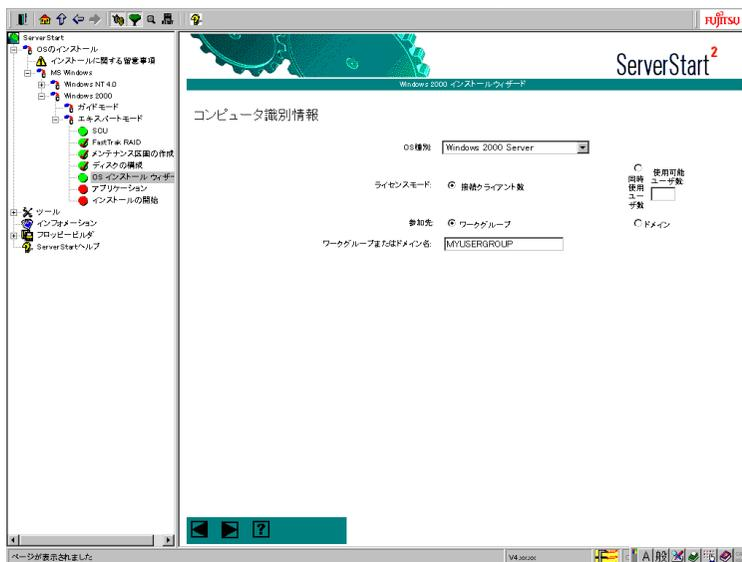 FUJITSU
ServerStart
OSのインストール
インストールに関する留意事項
MS Windows
Windows NT 4.0
Windows 2000
ガイドモード
エキスパートモード
SCU
FastTrak RAID
メンテナンス区画の作成
ディスクの構成
OS インストール ウィザー
アプリケーション
インストールの開始
ツール
インフォメーション
フロッピービルダ
ServerStartヘルプ
ServerStart2
Windows 2000 インストールウィザード
コンピュータ識別情報
OS種別: Windows 2000 Server
ライセンスモード: 接続クライアント数 同時使用ユーザ数 使用可能ユーザ数
参加先: ワークグループ ドメイン
ワークグループまたはドメイン名: MYUSERGROUP
?
ページが表示されました
V4.xx.xxx
A 般